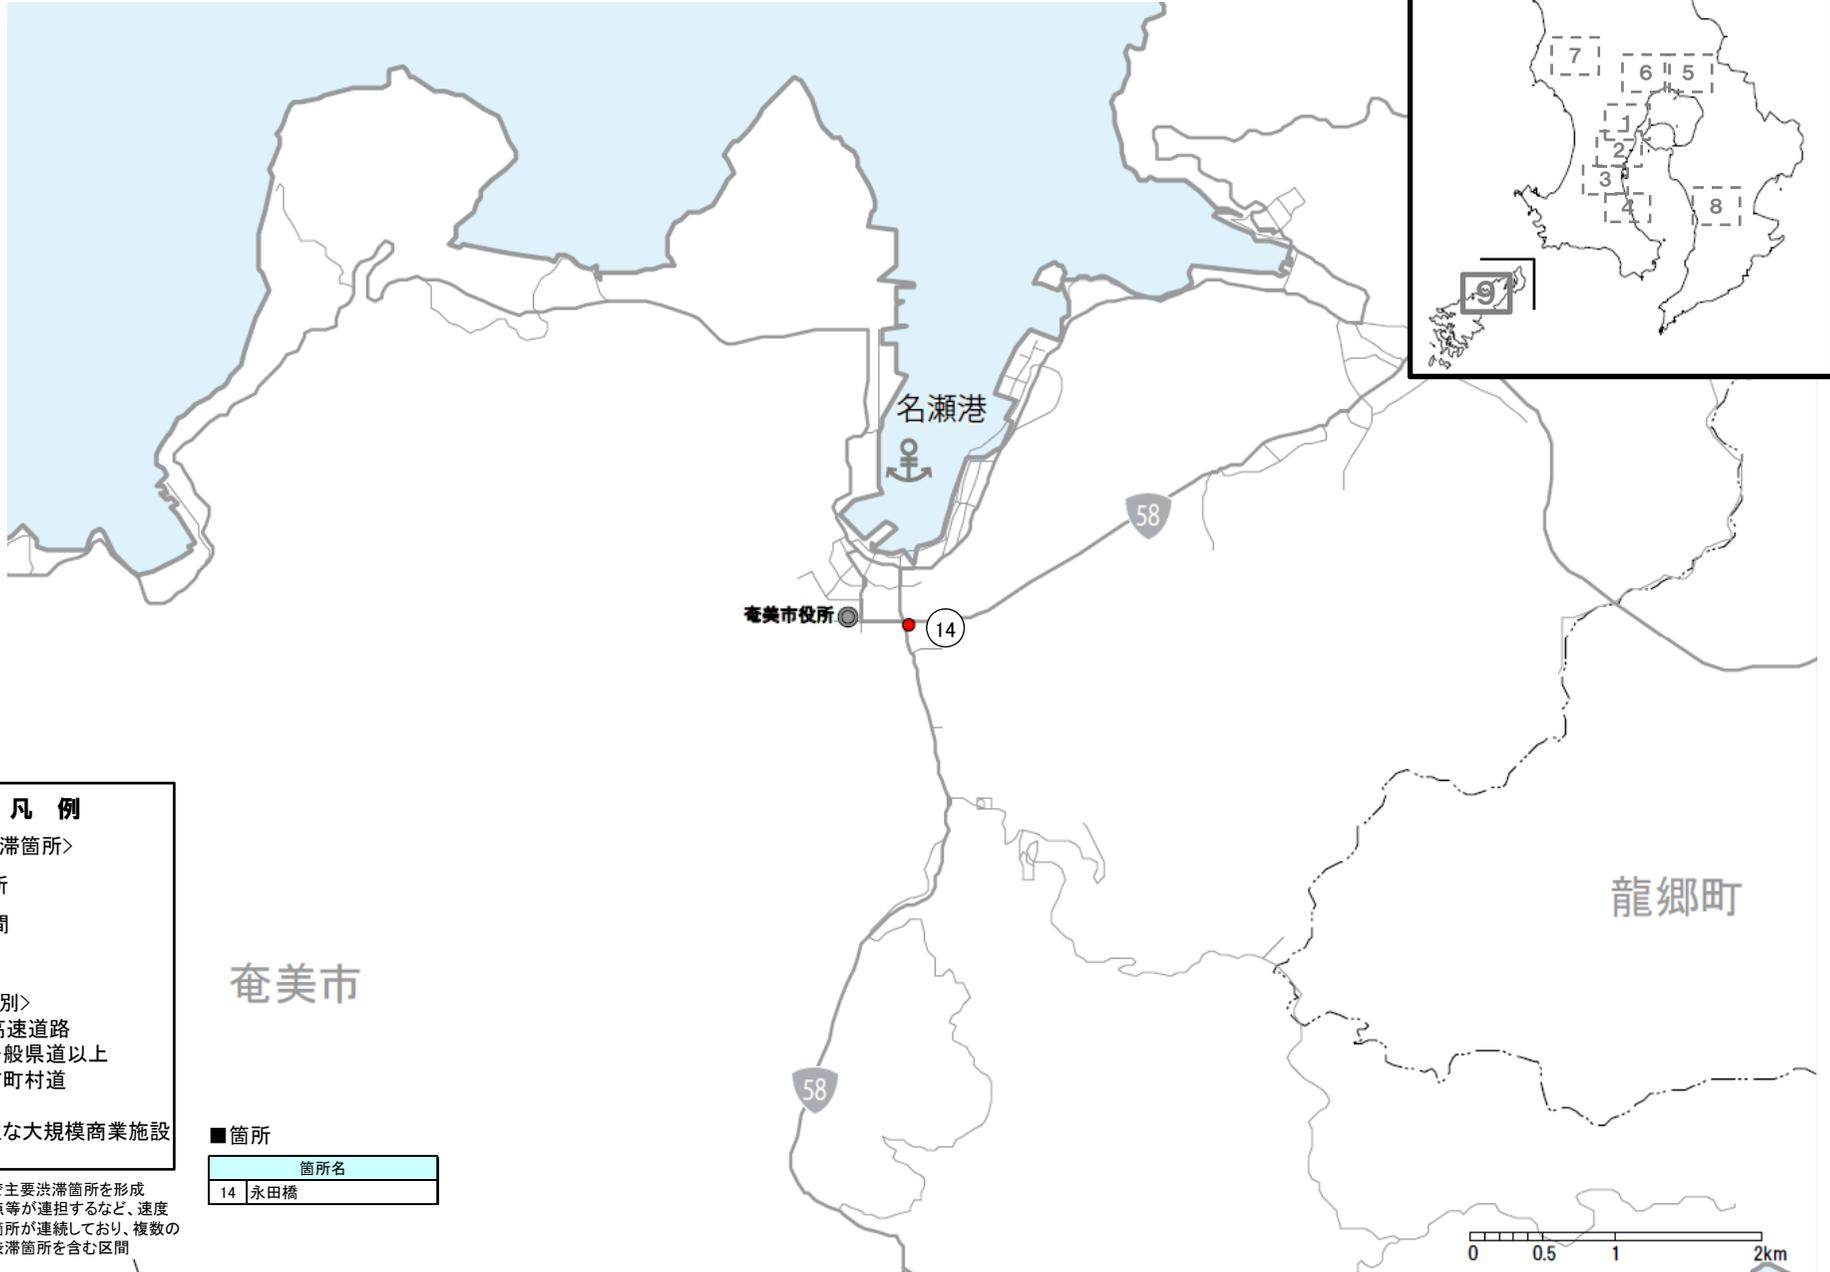 7
6
5
1
2
3
4
8
9
名瀬港
58
奄美市役所
14
凡 例
滞箇所>
所
間
別>
高速道路
般県道以上
町村道
な大規模商業施設
龍郷町
奄美市
58
■箇所
箇所名
14 永田橋
で主要渋滞箇所を形成
点等が連担するなど、速度
箇所が連続しており、複数の
渋滞箇所を含む区間
0 0.5 1 2km